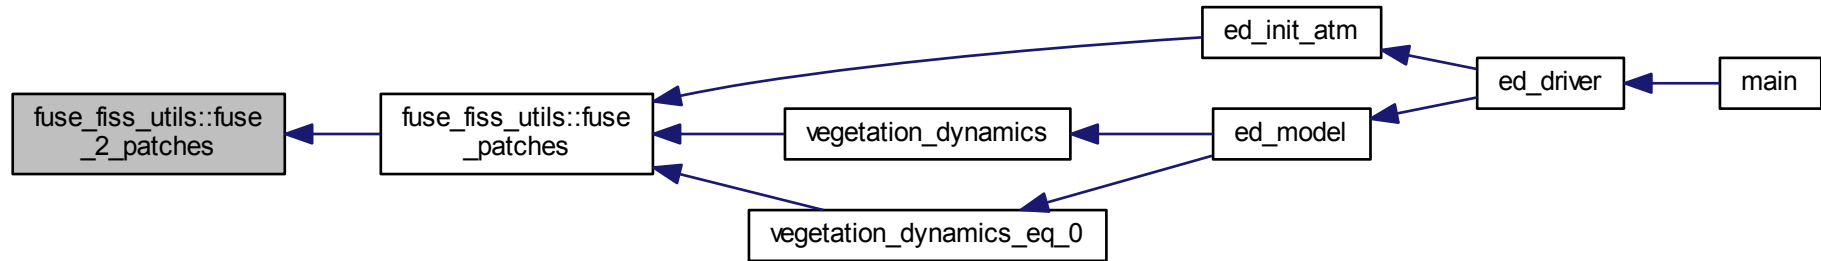 fuse_fiss_utils::fuse
_2_patches
fuse_fiss_utils::fuse
_patches
ed_init_atm
vegetation_dynamics
vegetation_dynamics_eq_0
ed_model
ed_driver
main